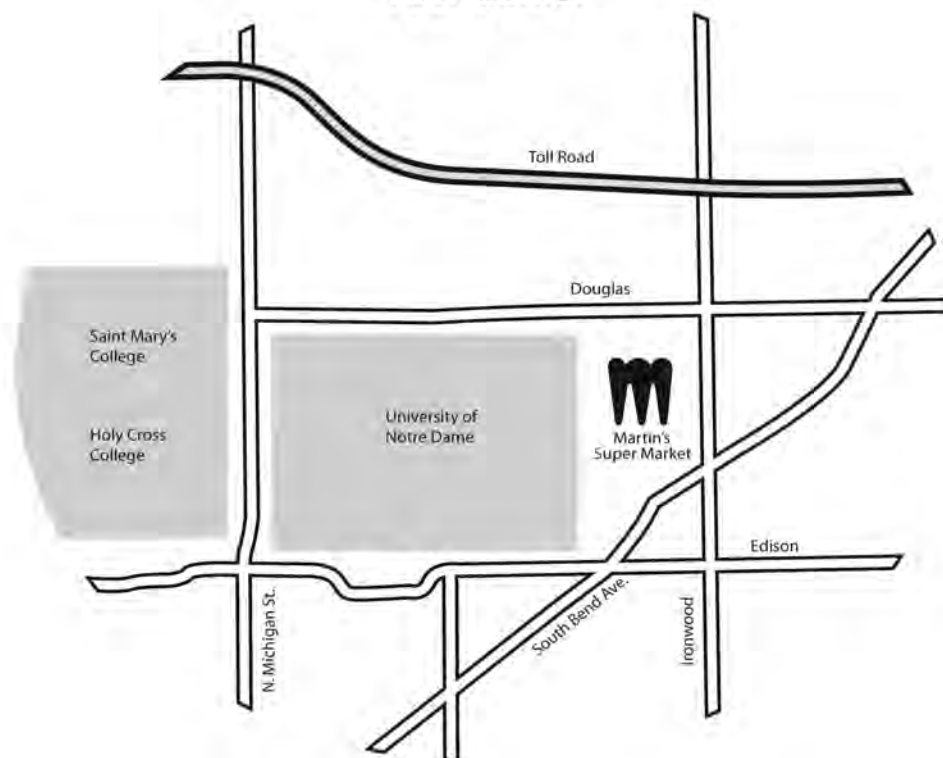 Toll Road
Douglas
Saint Mary's
College
Holy Cross
College
University of
Notre Dame
Martin's
Super Market
Edison
South Bend Ave.
N. Michigan St.
Ironwood